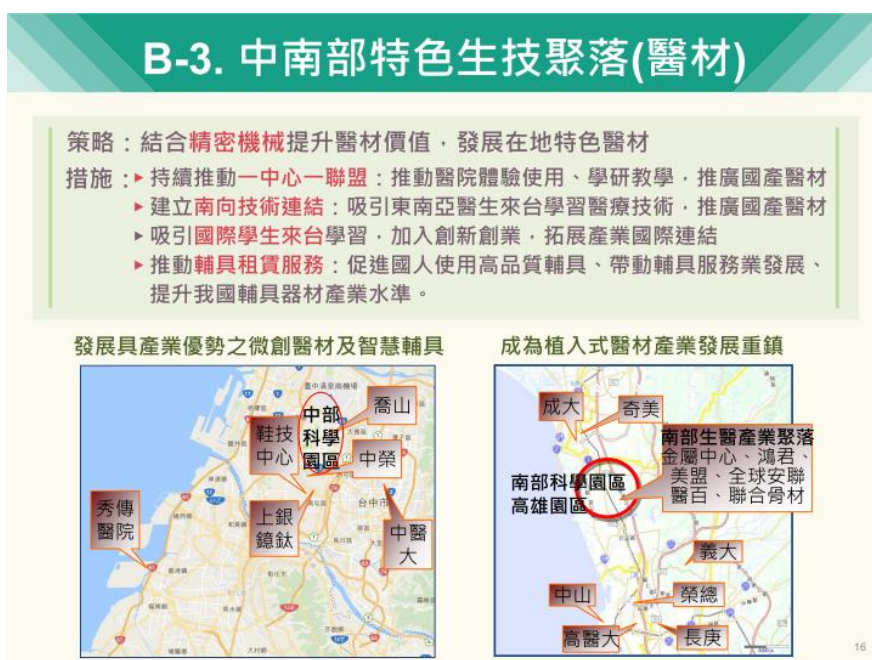 B-3. 中南部特色生技聚落(醫材)
策略：結合精密機械提升醫材價值，發展在地特色醫材
措施：▸持續推動一中心一聯盟：推動醫院體驗使用、學研教學，推廣國產醫材
▸建立南向技術連結：吸引東南亞醫生來台學習醫療技術，推廣國產醫材
▸吸引國際學生來台學習，加入創新創業，拓展產業國際連結
▸推動輔具租賃服務：促進國人使用高品質輔具、帶動輔具服務業發展、
提升我國輔具器材產業水準。
發展具產業優勢之微創醫材及智慧輔具
中部
科學
園區
喬山
鞋技
中心
中榮
秀傳
醫院
上銀
鐿鈦
中醫
大
台中市
成為植入式醫材產業發展重鎮
成大
奇美
南部生醫產業聚落
金屬中心、鴻君、
美盟、全球安聯
醫百、聯合骨材
南部科學園區
高雄園區
義大
中山
榮總
高醫大
長庚
16